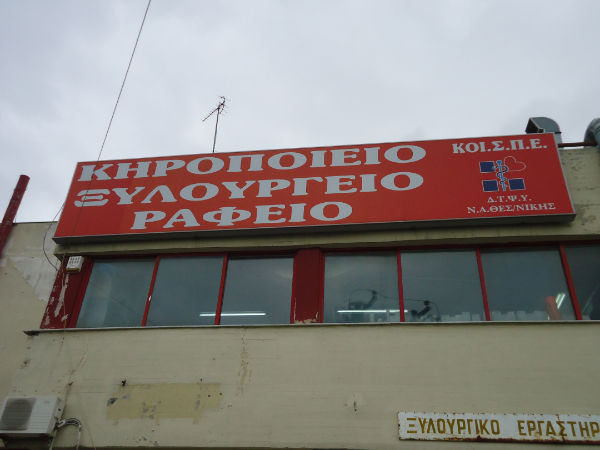 ΚΗΡΟΠΟΙΕΙΟ
ΞΥΛΟΥΡΓΕΙΟ
ΡΑΦΕΙΟ
ΚΟΙ.Σ.Π.Ε.
Δ.Τ.Ψ.Υ.
Ν.Α.ΘΕΣ/ΝΙΚΗΣ
ΞΥΛΟΥΡΓΙΚΟ ΕΡΓΑΣΤΗΡ